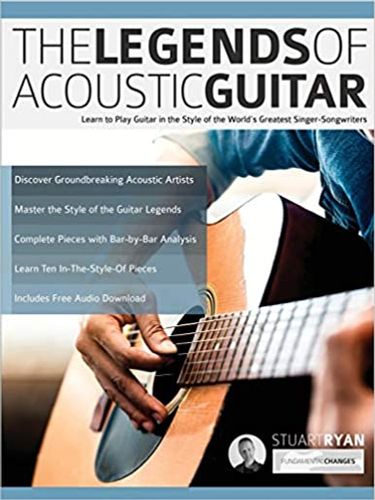 THE LEGENDS OF
ACOUSTIC GUITAR
Learn to Play Guitar in the Style of the World's Greatest Singer-Songwriters
Discover Groundbreaking Acoustic Artists
Master the Style of the Guitar Legends
Complete Pieces with Bar-by-Bar Analysis
Learn Ten In-The-Style-Of Pieces
Includes Free Audio Download
STUART RYAN
FUNDAMENTAL CHANGES